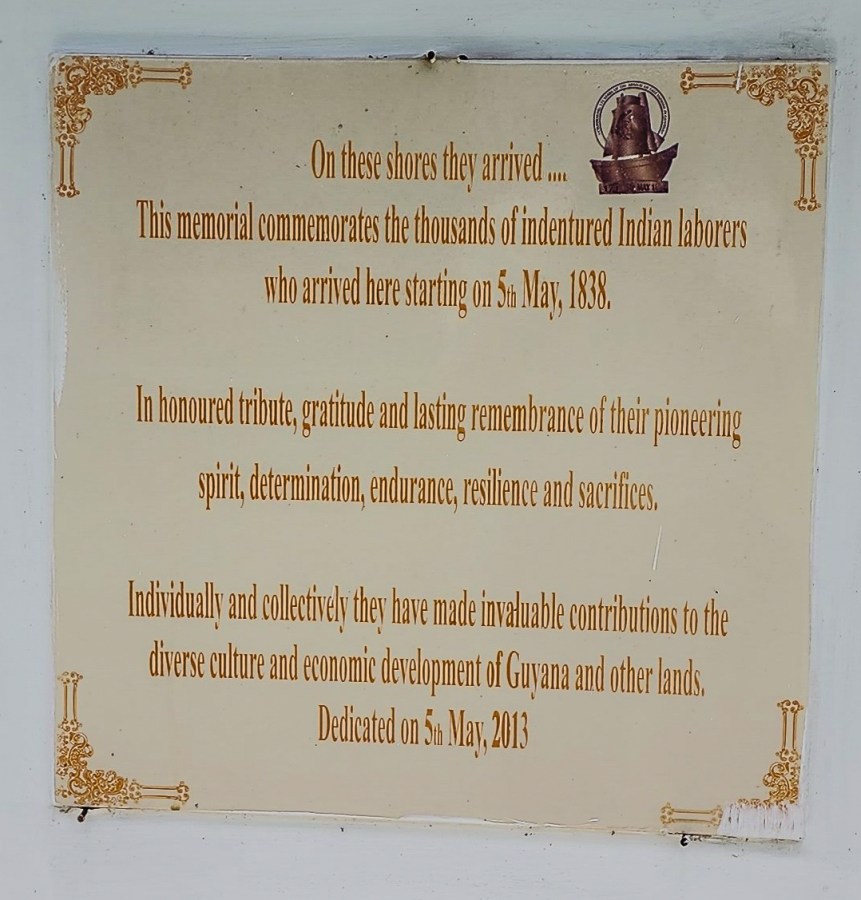 On these shores they arrived ....
This memorial commemorates the thousands of indentured Indian laborers
who arrived here starting on 5th May, 1838.
In honoured tribute, gratitude and lasting remembrance of their pioneering
spirit, determination, endurance, resilience and sacrifices.
Individually and collectively they have made invaluable contributions to the
diverse culture and economic development of Guyana and other lands.
Dedicated on 5th May, 2013